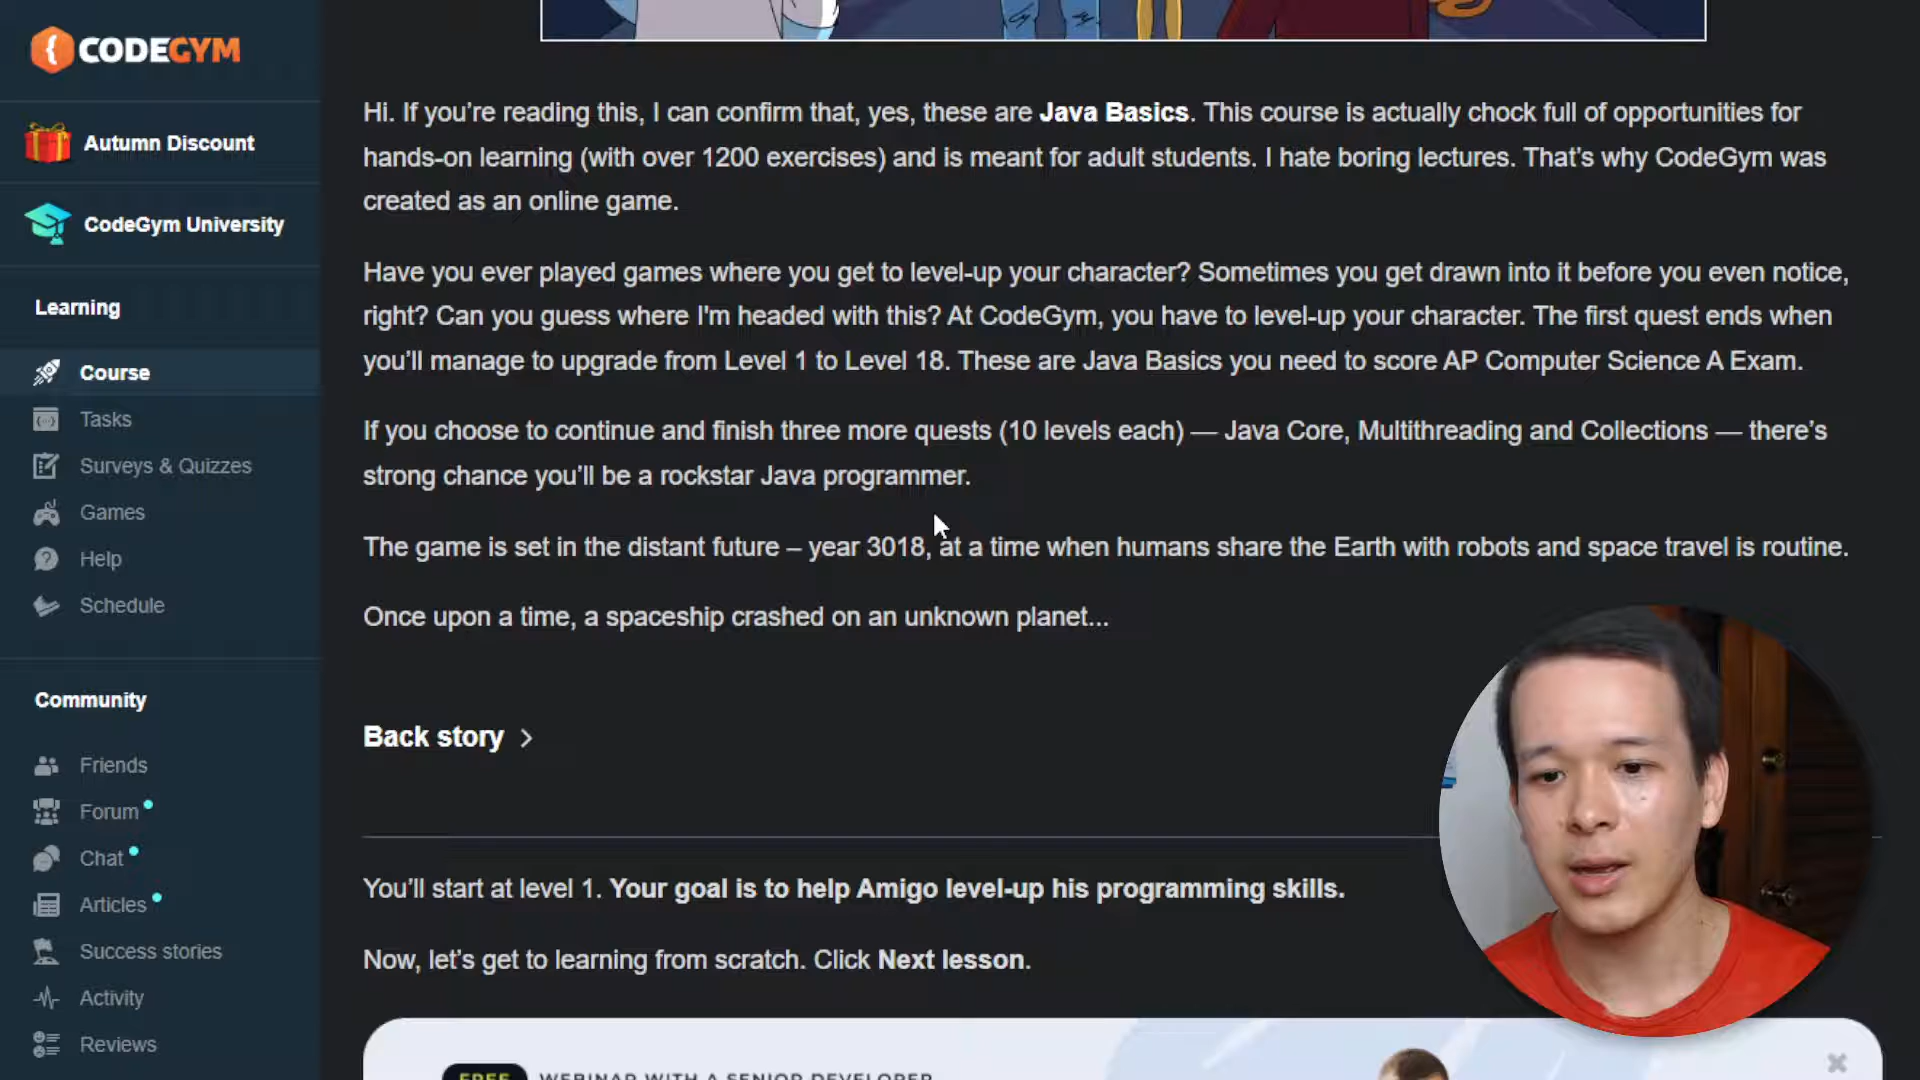 CODEGYM
Autumn Discount
CodeGym University
Learning
Course
Tasks
Surveys & Quizzes
Games
Help
Schedule
Community
Friends
Forum
Chat
Articles
Success stories
Activity
Reviews
Hi. If you’re reading this, I can confirm that, yes, these are Java Basics. This course is actually chock full of opportunities for
hands-on learning (with over 1200 exercises) and is meant for adult students. I hate boring lectures. That’s why CodeGym was
created as an online game.
Have you ever played games where you get to level-up your character? Sometimes you get drawn into it before you even notice,
right? Can you guess where I'm headed with this? At CodeGym, you have to level-up your character. The first quest ends when
you’ll manage to upgrade from Level 1 to Level 18. These are Java Basics you need to score AP Computer Science A Exam.
If you choose to continue and finish three more quests (10 levels each) — Java Core, Multithreading and Collections — there’s
strong chance you’ll be a rockstar Java programmer.
The game is set in the distant future – year 3018, at a time when humans share the Earth with robots and space travel is routine.
Once upon a time, a spaceship crashed on an unknown planet...
Back story
You’ll start at level 1. Your goal is to help Amigo level-up his programming skills.
Now, let’s get to learning from scratch. Click Next lesson.
FREE WEBINAR WITH A SENIOR DEVELOPER